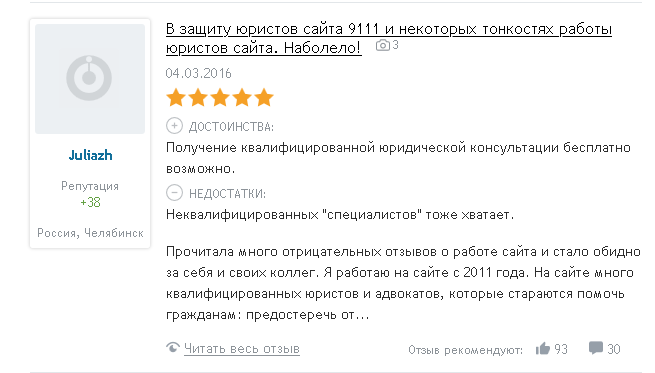 В защиту юристов сайта 9111 и некоторых тонкостях работы
юристов сайта. Наболело! 3
04.03.2016
ДОСТОИНСТВА:
Получение квалифицированной юридической консультации бесплатно
возможно.
НЕДОСТАТКИ:
Неквалифицированных "специалистов" тоже хватает.
Прочитала много отрицательных отзывов о работе сайта и стало обидно
за себя и своих коллег. Я работаю на сайте с 2011 года. На сайте много
квалифицированных юристов и адвокатов, которые стараются помочь
гражданам: предостеречь от...
Juliazh
Репутация
+38
Россия, Челябинск
Читать весь отзыв
Отзыв рекомендуют: 93 30